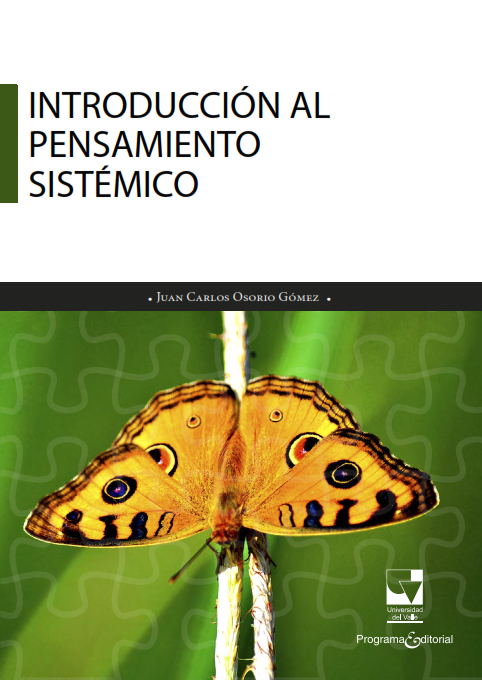 INTRODUCCIÓN AL
PENSAMIENTO
SISTÉMICO
• Juan Carlos Osorio Gómez •
Universidad
del Valle
Programa Editorial